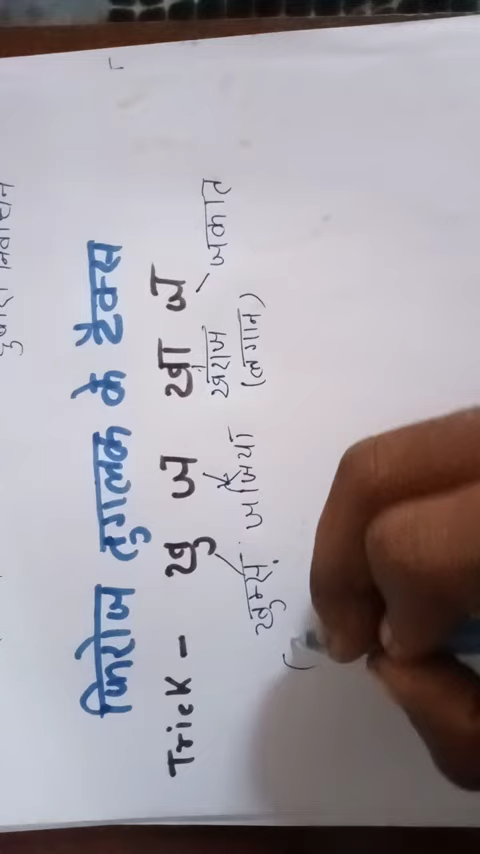 फिरोज तुगलक के टैक्स
Trick - खु ज खा ज
खुम्स जजिया खराज जकात
(लगान)
(